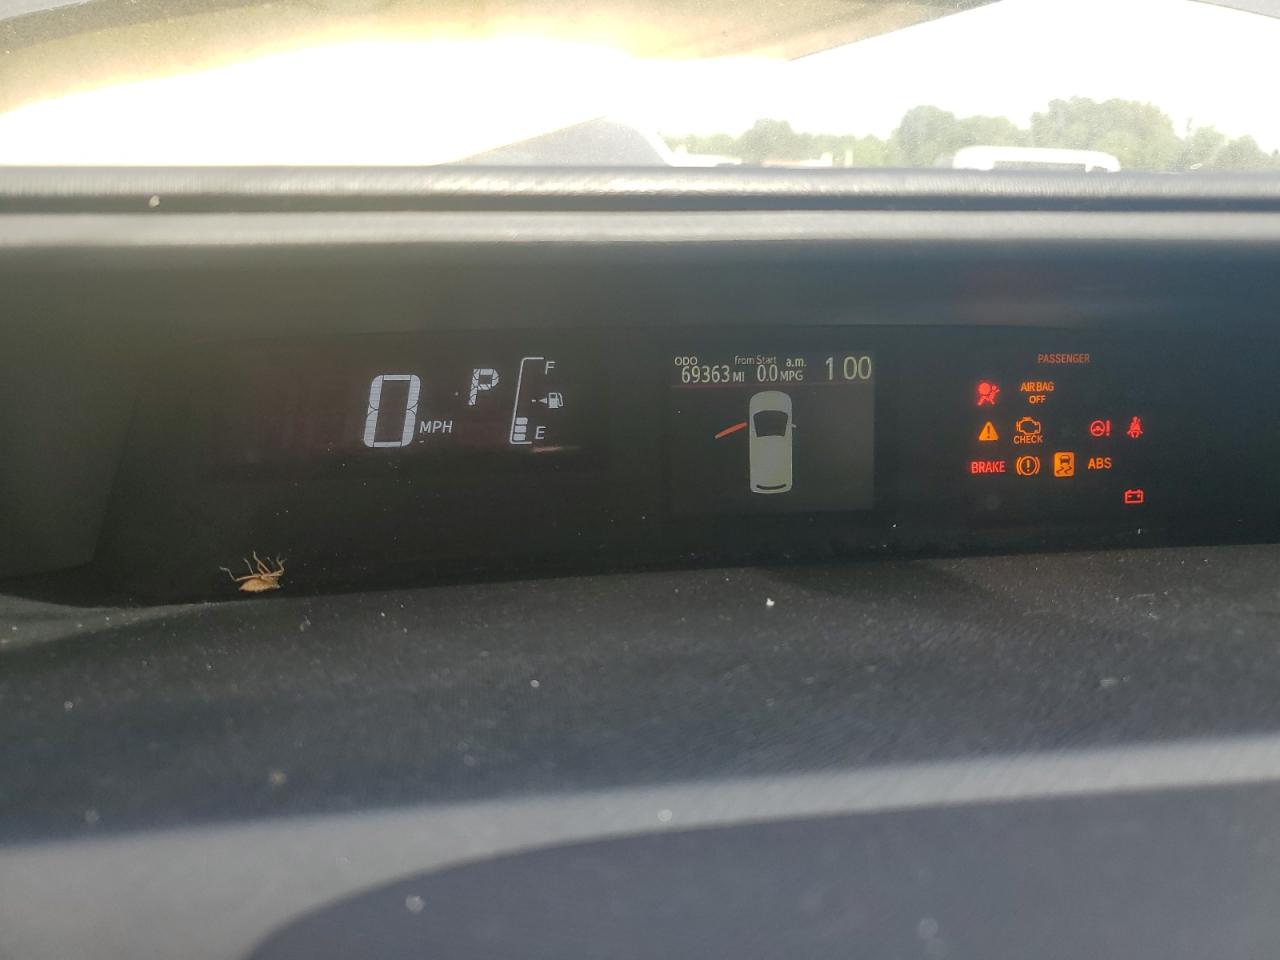 0 MPH
P
F
E
ODO from Start a.m. 1 00
69363 MI 0.0 MPG
PASSENGER
AIR BAG
OFF
CHECK
BRAKE ABS